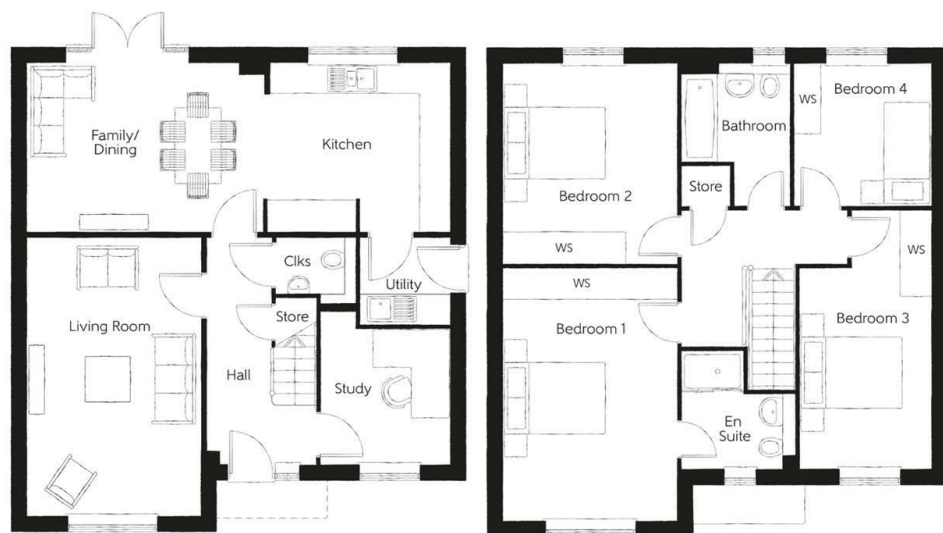 Family/
Dining
Kitchen
Clks
Utility
Living Room
Store
Hall
Study
WS
Bedroom 4
Bathroom
Bedroom 2
Store
WS
WS
WS
Bedroom 1
Bedroom 3
En
Suite